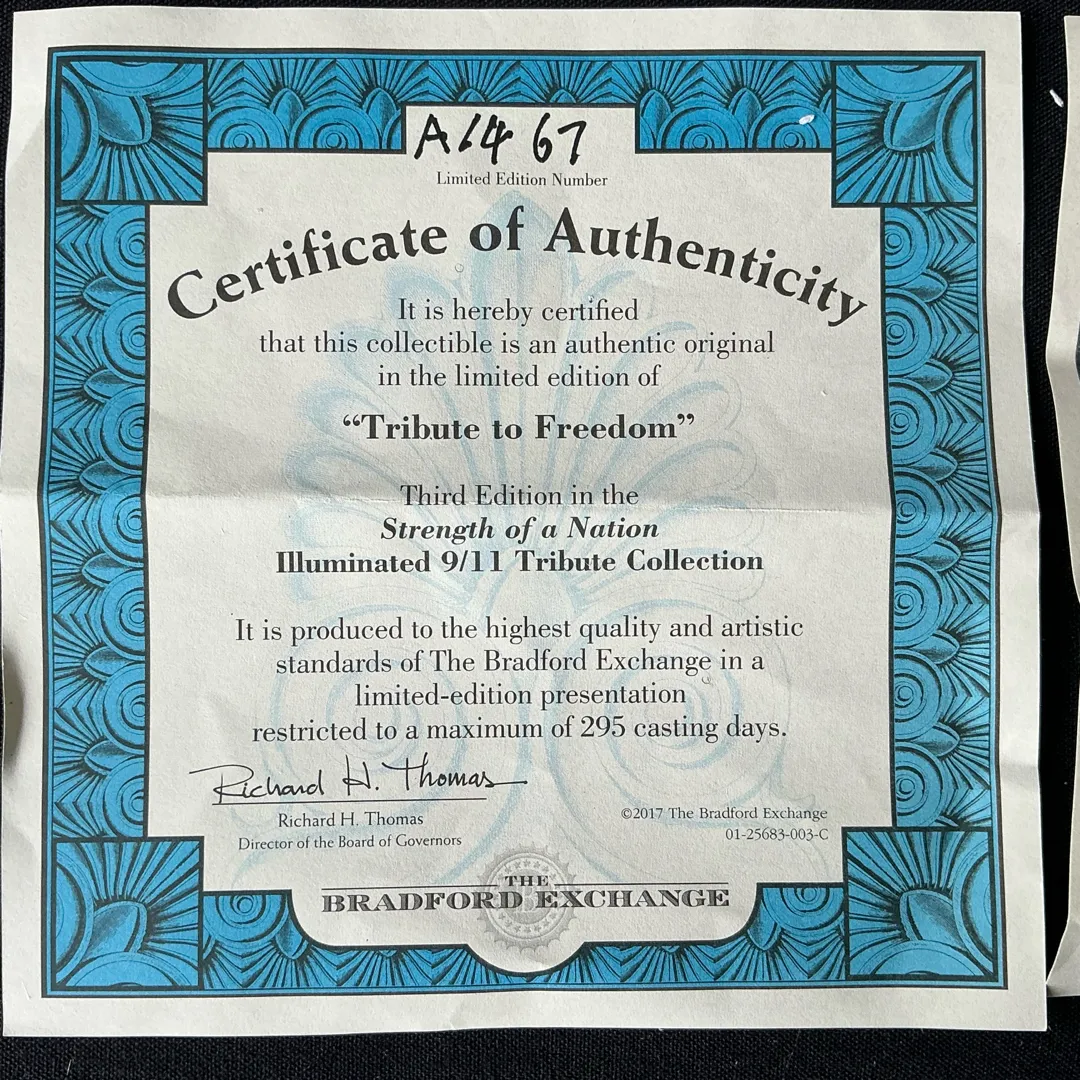 A1467
Limited Edition Number
Certificate of Authenticity
It is hereby certified
that this collectible is an authentic original
in the limited edition of
“Tribute to Freedom”
Third Edition in the
Strength of a Nation
Illuminated 9/11 Tribute Collection
It is produced to the highest quality and artistic
standards of The Bradford Exchange in a
limited-edition presentation
restricted to a maximum of 295 casting days.
Richard H. Thomas
Richard H. Thomas
Director of the Board of Governors
©2017 The Bradford Exchange
01-25683-003-C
THE
BRADFORD EXCHANGE